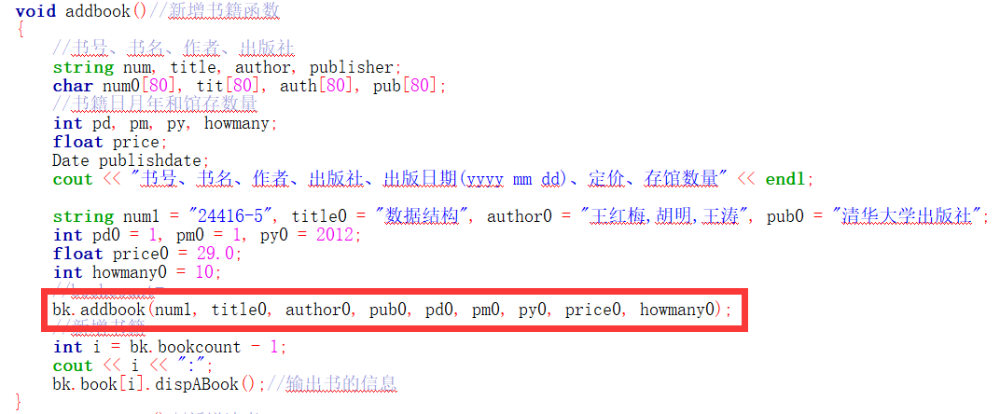 void addbook()//新增书籍函数
{
//书号、书名、作者、出版社
string num, title, author, publisher;
char num0[80], tit[80], auth[80], pub[80];
//书籍日月年和馆存数量
int pd, pm, py, howmany;
float price;
Date publishdate;
cout << "书号、书名、作者、出版社、出版日期(yyyy mm dd)、定价、存馆数量" << endl;
string num1 = "24416-5", title0 = "数据结构", author0 = "王红梅,胡明,王涛", pub0 = "清华大学出版社";
int pd0 = 1, pm0 = 1, py0 = 2012;
float price0 = 29.0;
int howmany0 = 10;
bk.addbook(num1, title0, author0, pub0, pd0, pm0, py0, price0, howmany0);
//新增书籍
int i = bk.bookcount - 1;
cout << i << ":";
bk.book[i].dispABook();//输出书的信息
}